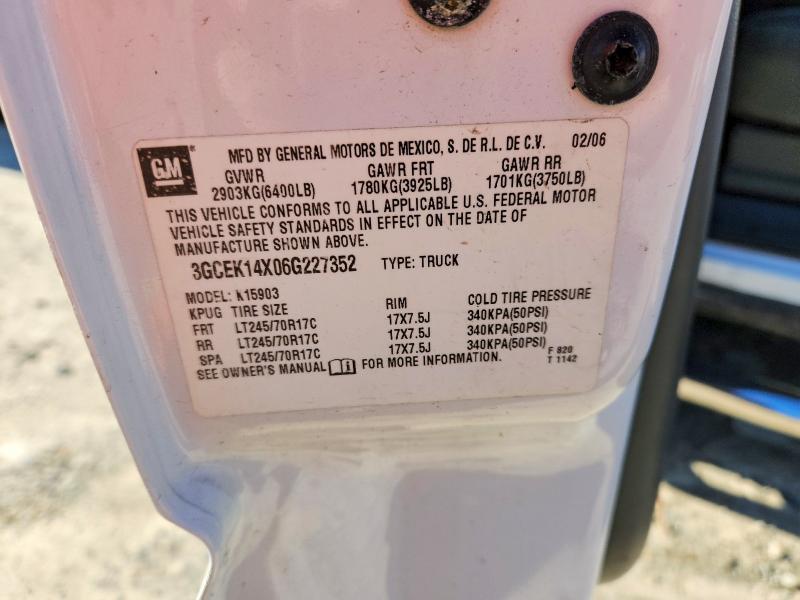 GM MFD BY GENERAL MOTORS DE MEXICO, S. DE R.L. DE C.V. 02/06
GVWR GAWR FRT GAWR RR
2903KG(6400LB) 1780KG(3925LB) 1701KG(3750LB)
THIS VEHICLE CONFORMS TO ALL APPLICABLE U.S. FEDERAL MOTOR
VEHICLE SAFETY STANDARDS IN EFFECT ON THE DATE OF
MANUFACTURE SHOWN ABOVE.
3GCEK14X06G227352 TYPE: TRUCK
MODEL: K15903
KPUG TIRE SIZE RIM COLD TIRE PRESSURE
FRT LT245/70R17C 17X7.5J 340KPA(50PSI)
RR LT245/70R17C 17X7.5J 340KPA(50PSI)
SPA LT245/70R17C 17X7.5J 340KPA(50PSI) F 820
SEE OWNER'S MANUAL FOR MORE INFORMATION. T 1142